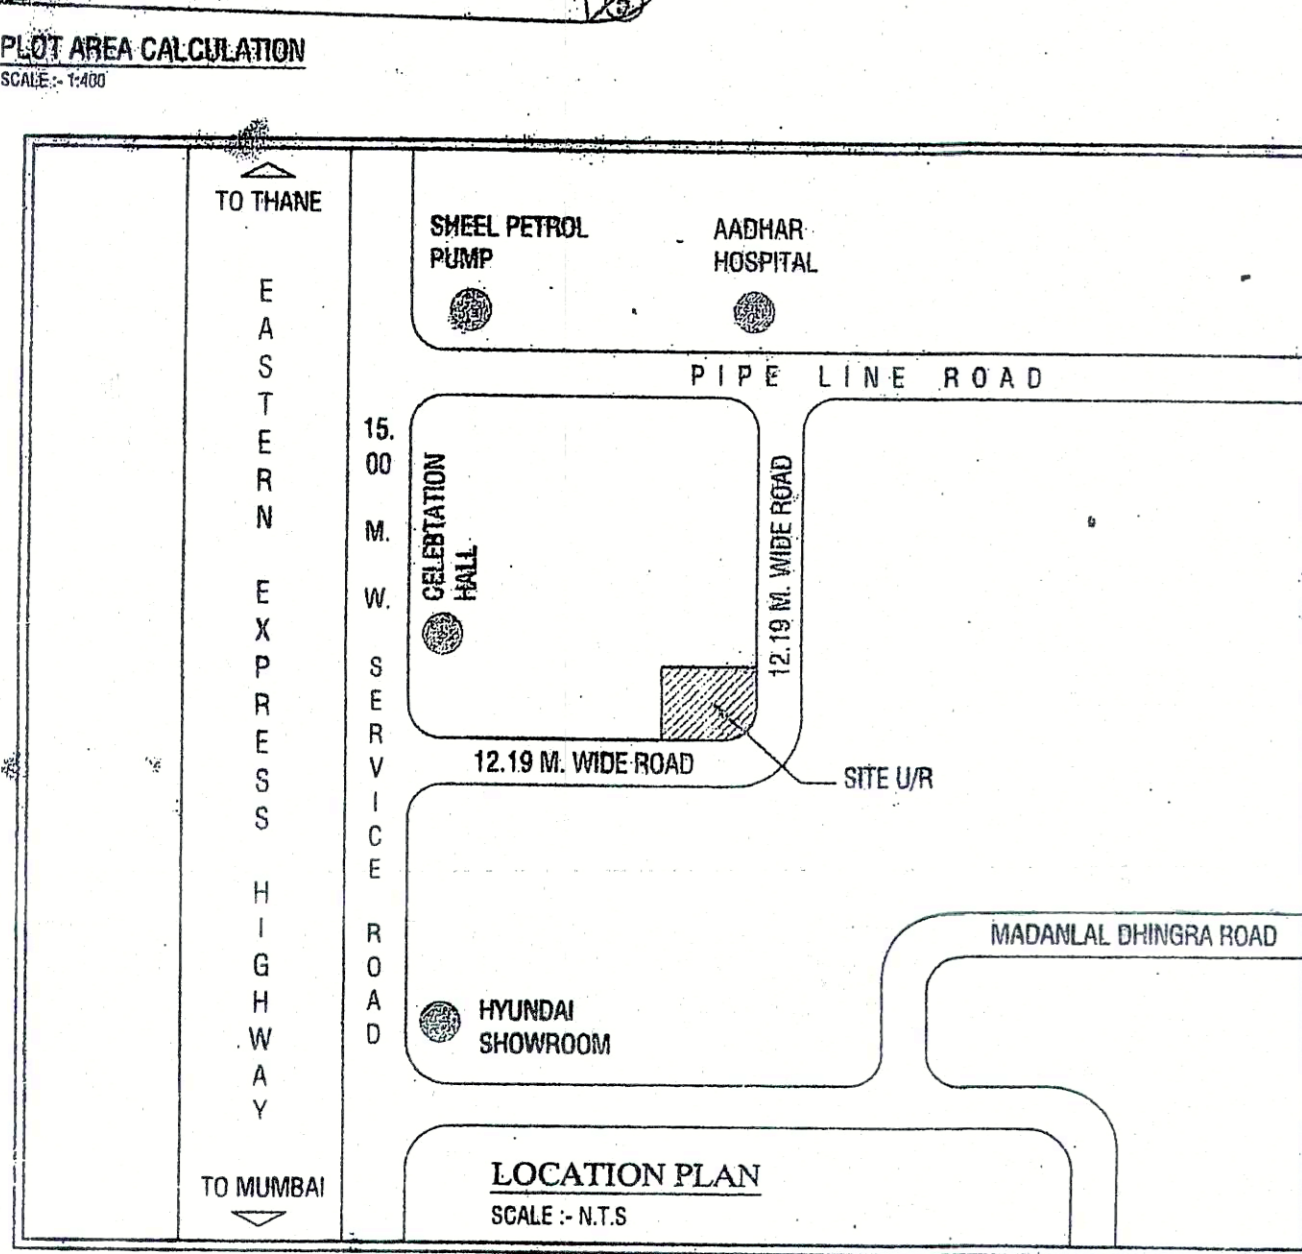 5
PLOT AREA CALCULATION
SCALE :- 1:400
TO THANE
EASTERN EXPRESS HIGHWAY
TO MUMBAI
15.00 M. W. SERVICE ROAD
SHEEL PETROL
PUMP
AADHAR
HOSPITAL
PIPE LINE ROAD
CELEBTATION
HALL
12.19 M. WIDE ROAD
12.19 M. WIDE ROAD
SITE U/R
MADANLAL DHINGRA ROAD
HYUNDAI
SHOWROOM
LOCATION PLAN
SCALE :- N.T.S